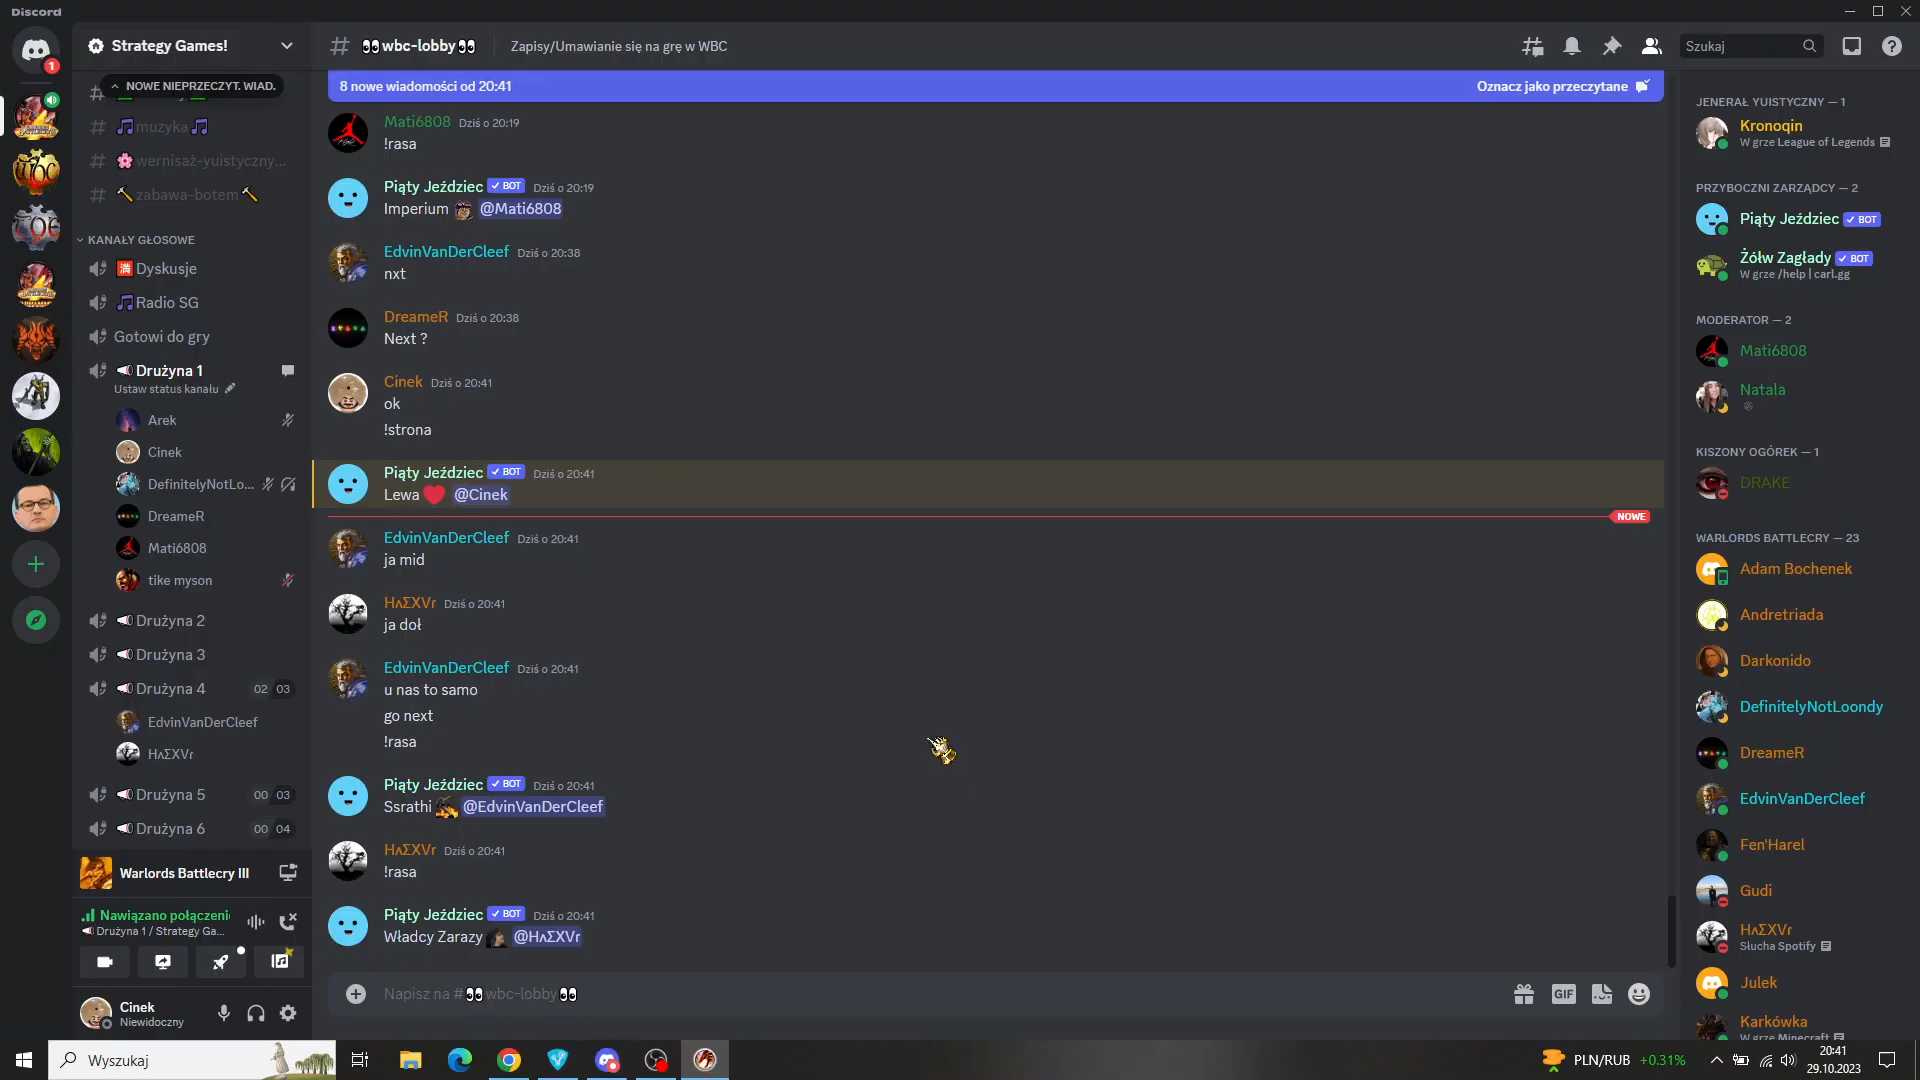 Discord
Strategy Games!
NOWE NIEPRZECZYT. WIAD.
muzyka
wernisaż-yuistyczny...
zabawa-botem
KANAŁY GŁOSOWE
Dyskusje
Radio SG
Gotowi do gry
Drużyna 1
Ustaw status kanału
Arek
Cinek
DefinitelyNotLo...
DreameR
Mati6808
tike myson
Drużyna 2
Drużyna 3
Drużyna 4 02 03
EdvinVanDerCleef
HʌΣXVr
Drużyna 5 00 03
Drużyna 6 00 04
Warlords Battlecry III
Nawiązano połączeni
Drużyna 1 / Strategy Ga...
Cinek
Niewidoczny
wbc-lobby
Zapisy/Umawianie się na grę w WBC
Szukaj
8 nowe wiadomości od 20:41
Oznacz jako przeczytane
Mati6808 Dziś o 20:19
!rasa
Piąty Jeździec BOT Dziś o 20:19
Imperium @Mati6808
EdvinVanDerCleef Dziś o 20:38
nxt
DreameR Dziś o 20:38
Next ?
Cinek Dziś o 20:41
ok
!strona
Piąty Jeździec BOT Dziś o 20:41
Lewa @Cinek
NOWE
EdvinVanDerCleef Dziś o 20:41
ja mid
HʌΣXVr Dziś o 20:41
ja doł
EdvinVanDerCleef Dziś o 20:41
u nas to samo
go next
!rasa
Piąty Jeździec BOT Dziś o 20:41
Ssrathi @EdvinVanDerCleef
HʌΣXVr Dziś o 20:41
!rasa
Piąty Jeździec BOT Dziś o 20:41
Władcy Zarazy @HʌΣXVr
Napisz na #👀wbc-lobby👀
GIF
JENERAŁ YUISTYCZNY — 1
Kronoqin
W grze League of Legends
PRZYBOCZNI ZARZĄDCY — 2
Piąty Jeździec BOT
Żółw Zagłady BOT
W grze /help | carl.gg
MODERATOR — 2
Mati6808
Natala
KISZONY OGÓREK — 1
DRAKE
WARLORDS BATTLECRY — 23
Adam Bochenek
Andretriada
Darkonido
DefinitelyNotLoondy
DreameR
EdvinVanDerCleef
Fen'Harel
Gudi
HʌΣXVr
Słucha Spotify
Julek
Karkówka
W grze Minecraft
Wyszukaj
PLN/RUB +0.31%
20:41
29.10.2023